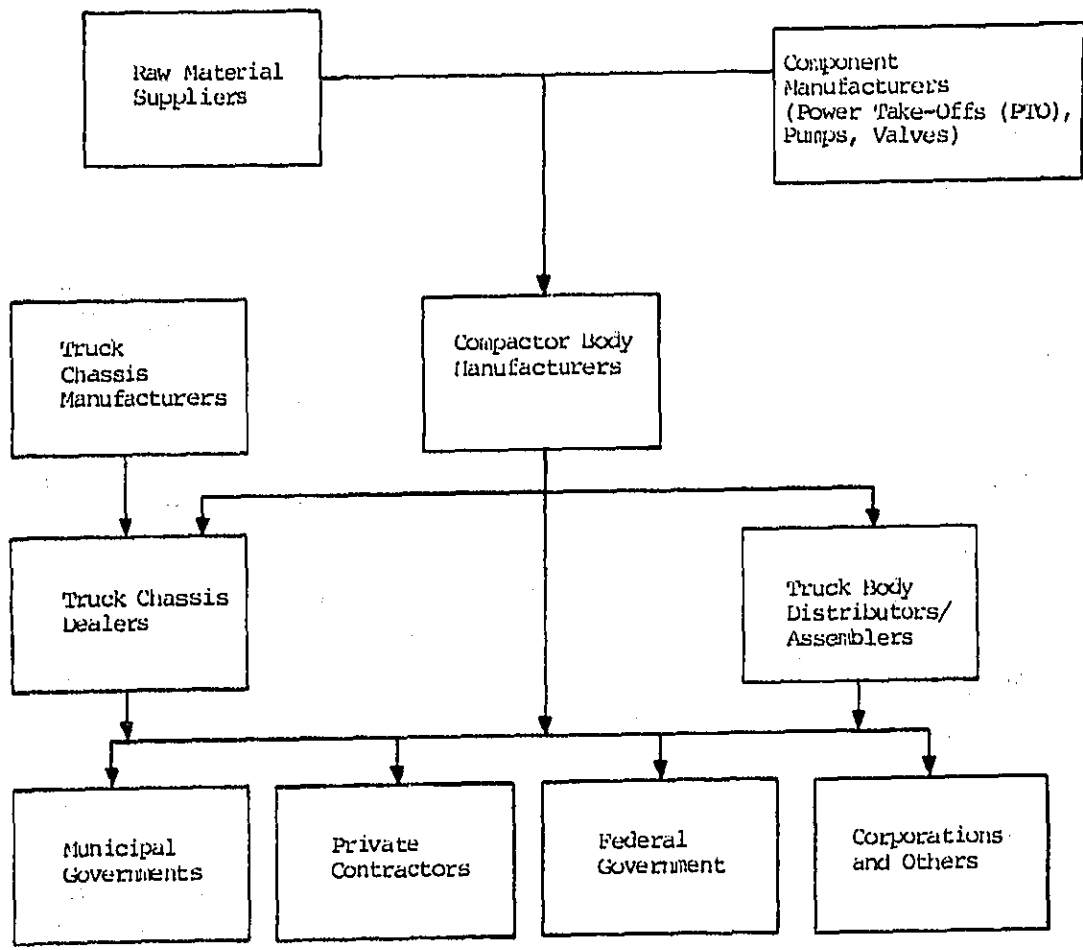 Raw Material
Suppliers
Component
Manufacturers
(Power Take-Offs (PTO),
Pumps, Valves)
Truck
Chassis
Manufacturers
Compactor Body
Manufacturers
Truck Chassis
Dealers
Truck Body
Distributors/
Assemblers
Municipal
Governments
Private
Contractors
Federal
Government
Corporations
and Others